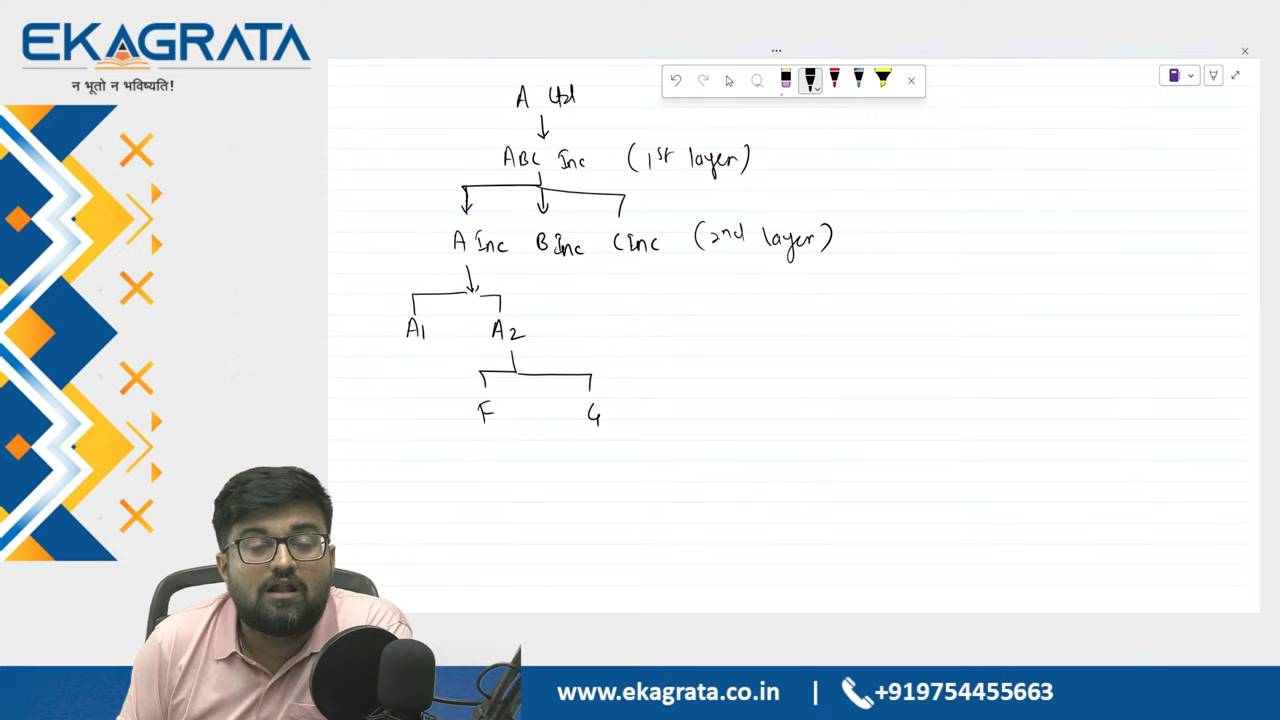 EKAGRATA
न भूतो न भविष्यति!
A Ltd
ABC Inc (1st layer)
A Inc B Inc C Inc (2nd layer)
A1 A2
F G
www.ekagrata.co.in | +919754455663